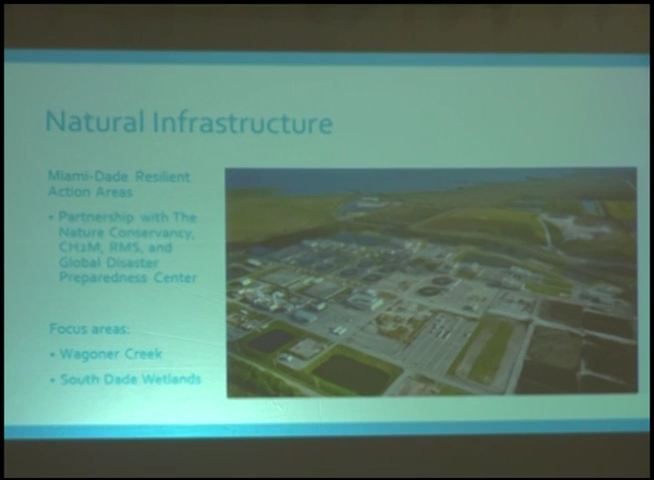 Natural Infrastructure
Miami-Dade Resilient
Action Areas
• Partnership with The
Nature Conservancy,
CH2M, RMS, and
Global Disaster
Preparedness Center
Focus areas:
• Wagoner Creek
• South Dade Wetlands